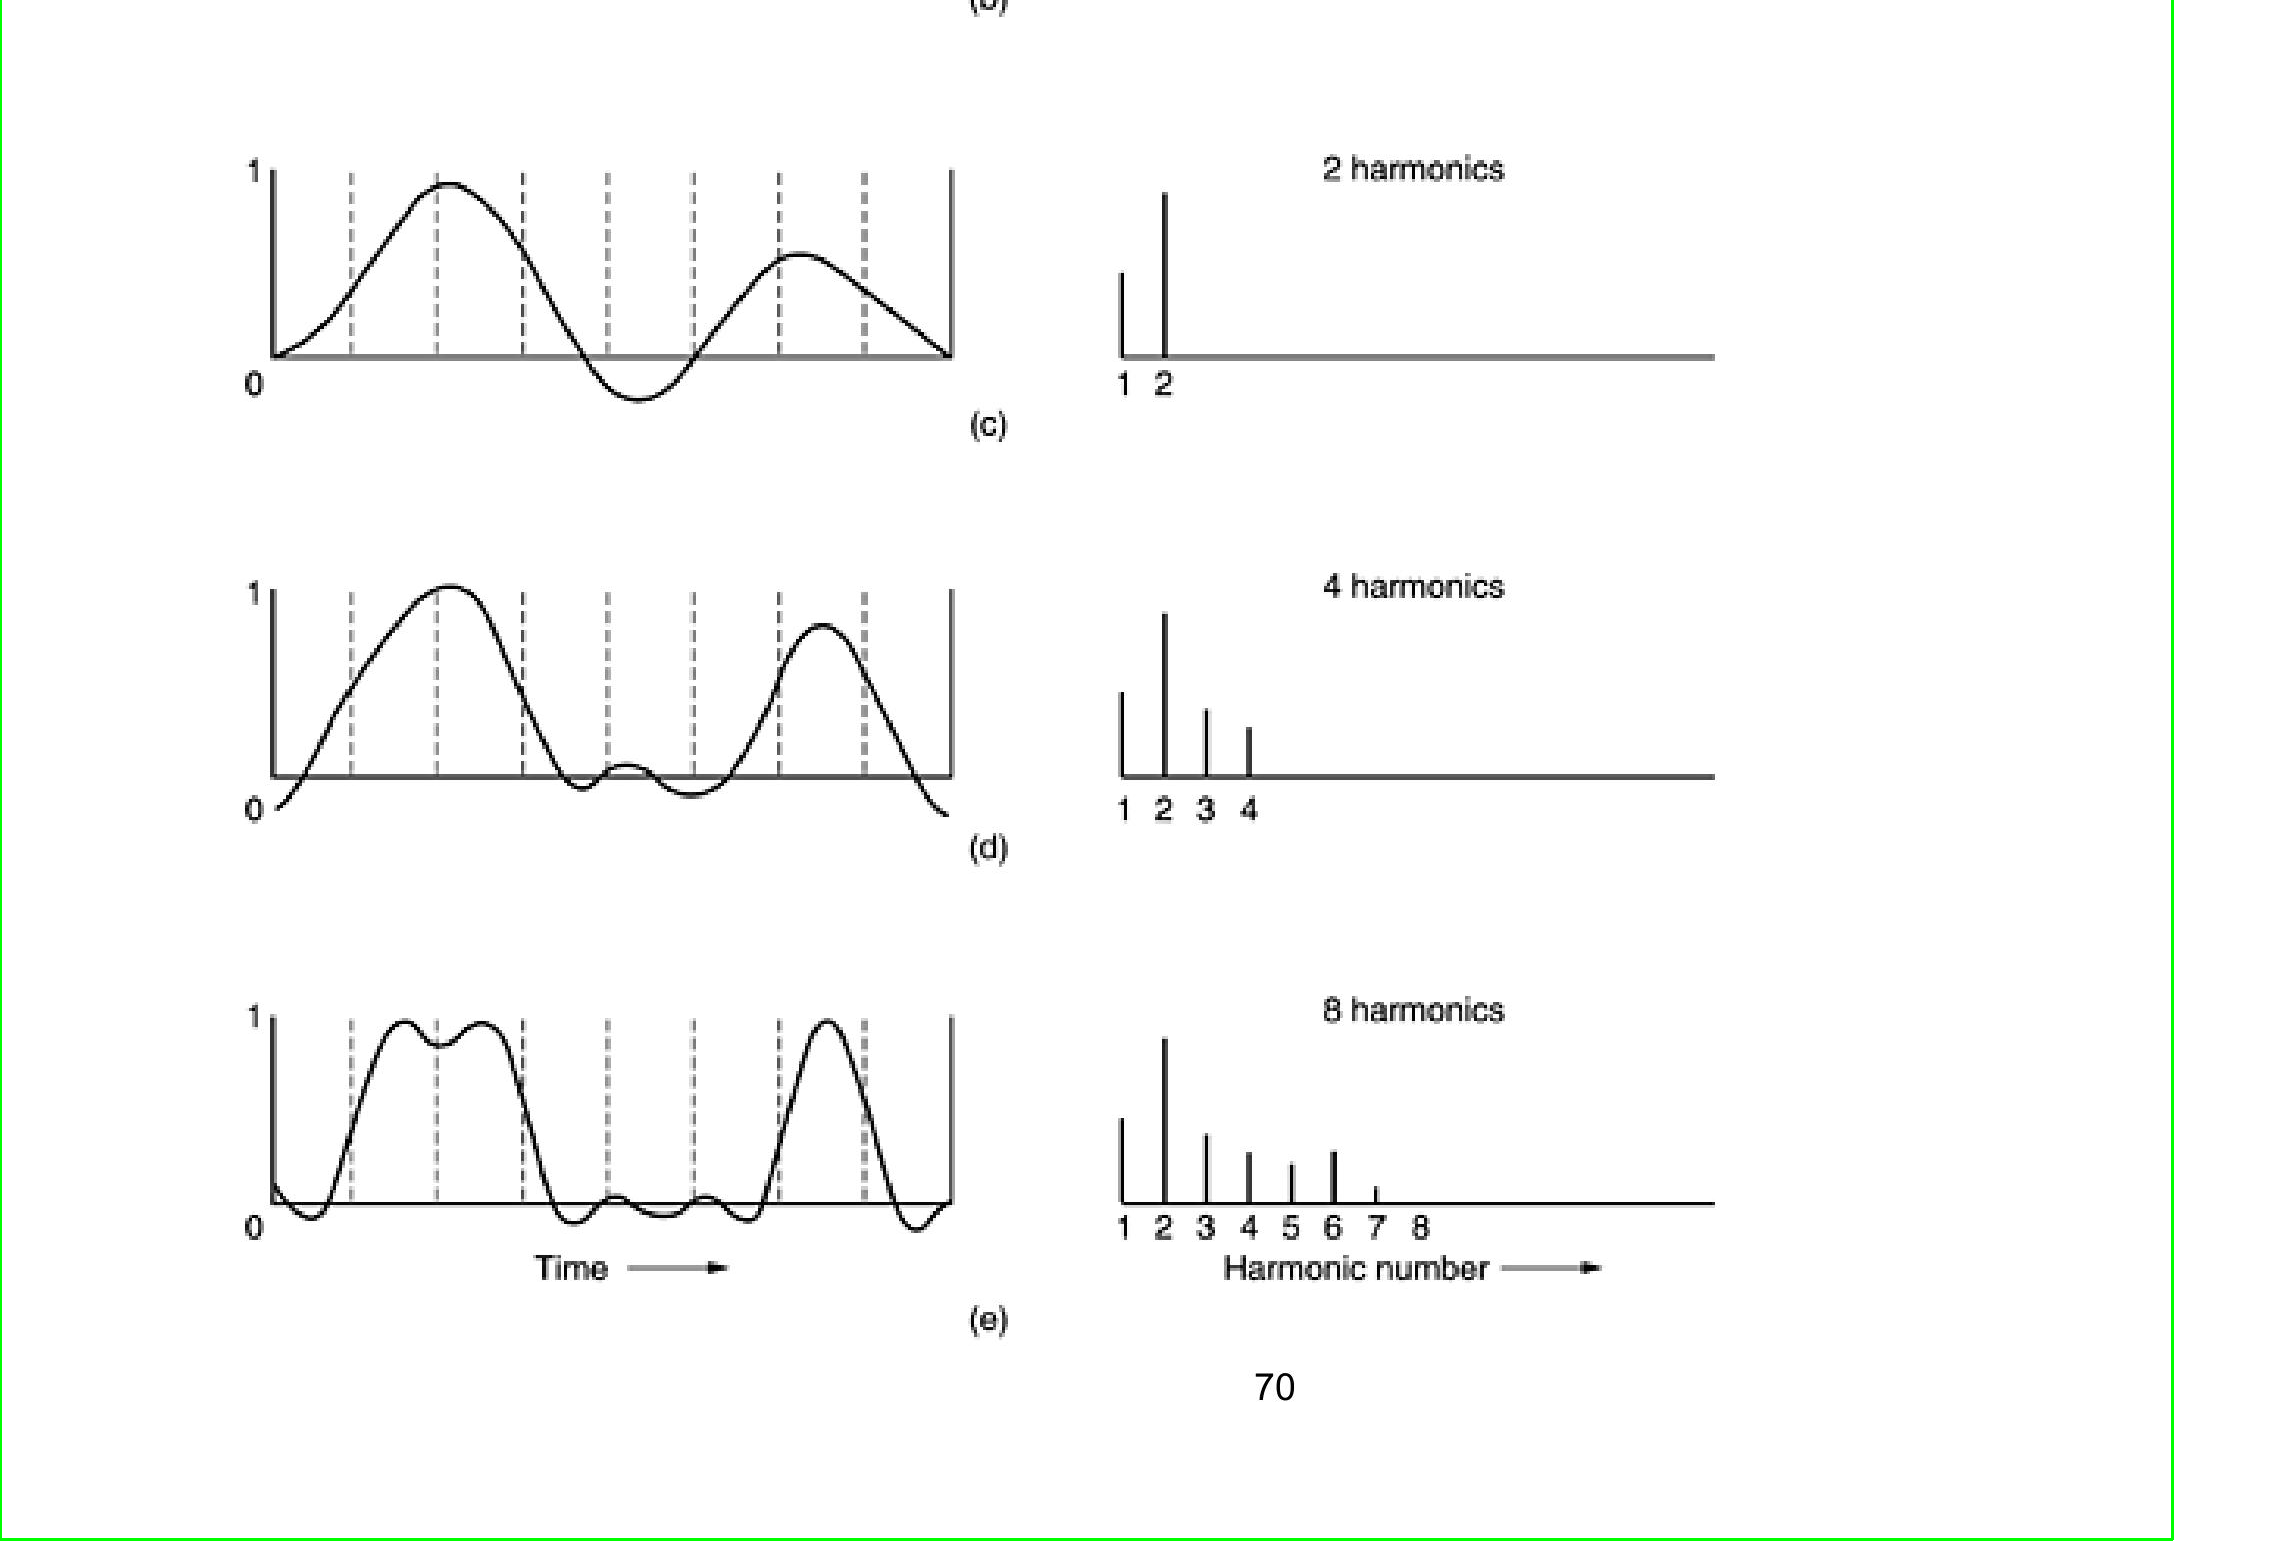 (b)
1
2 harmonics
0
1 2
(c)
1
4 harmonics
0
1 2 3 4
(d)
1
8 harmonics
0
1 2 3 4 5 6 7 8
Time
Harmonic number
(e)
70